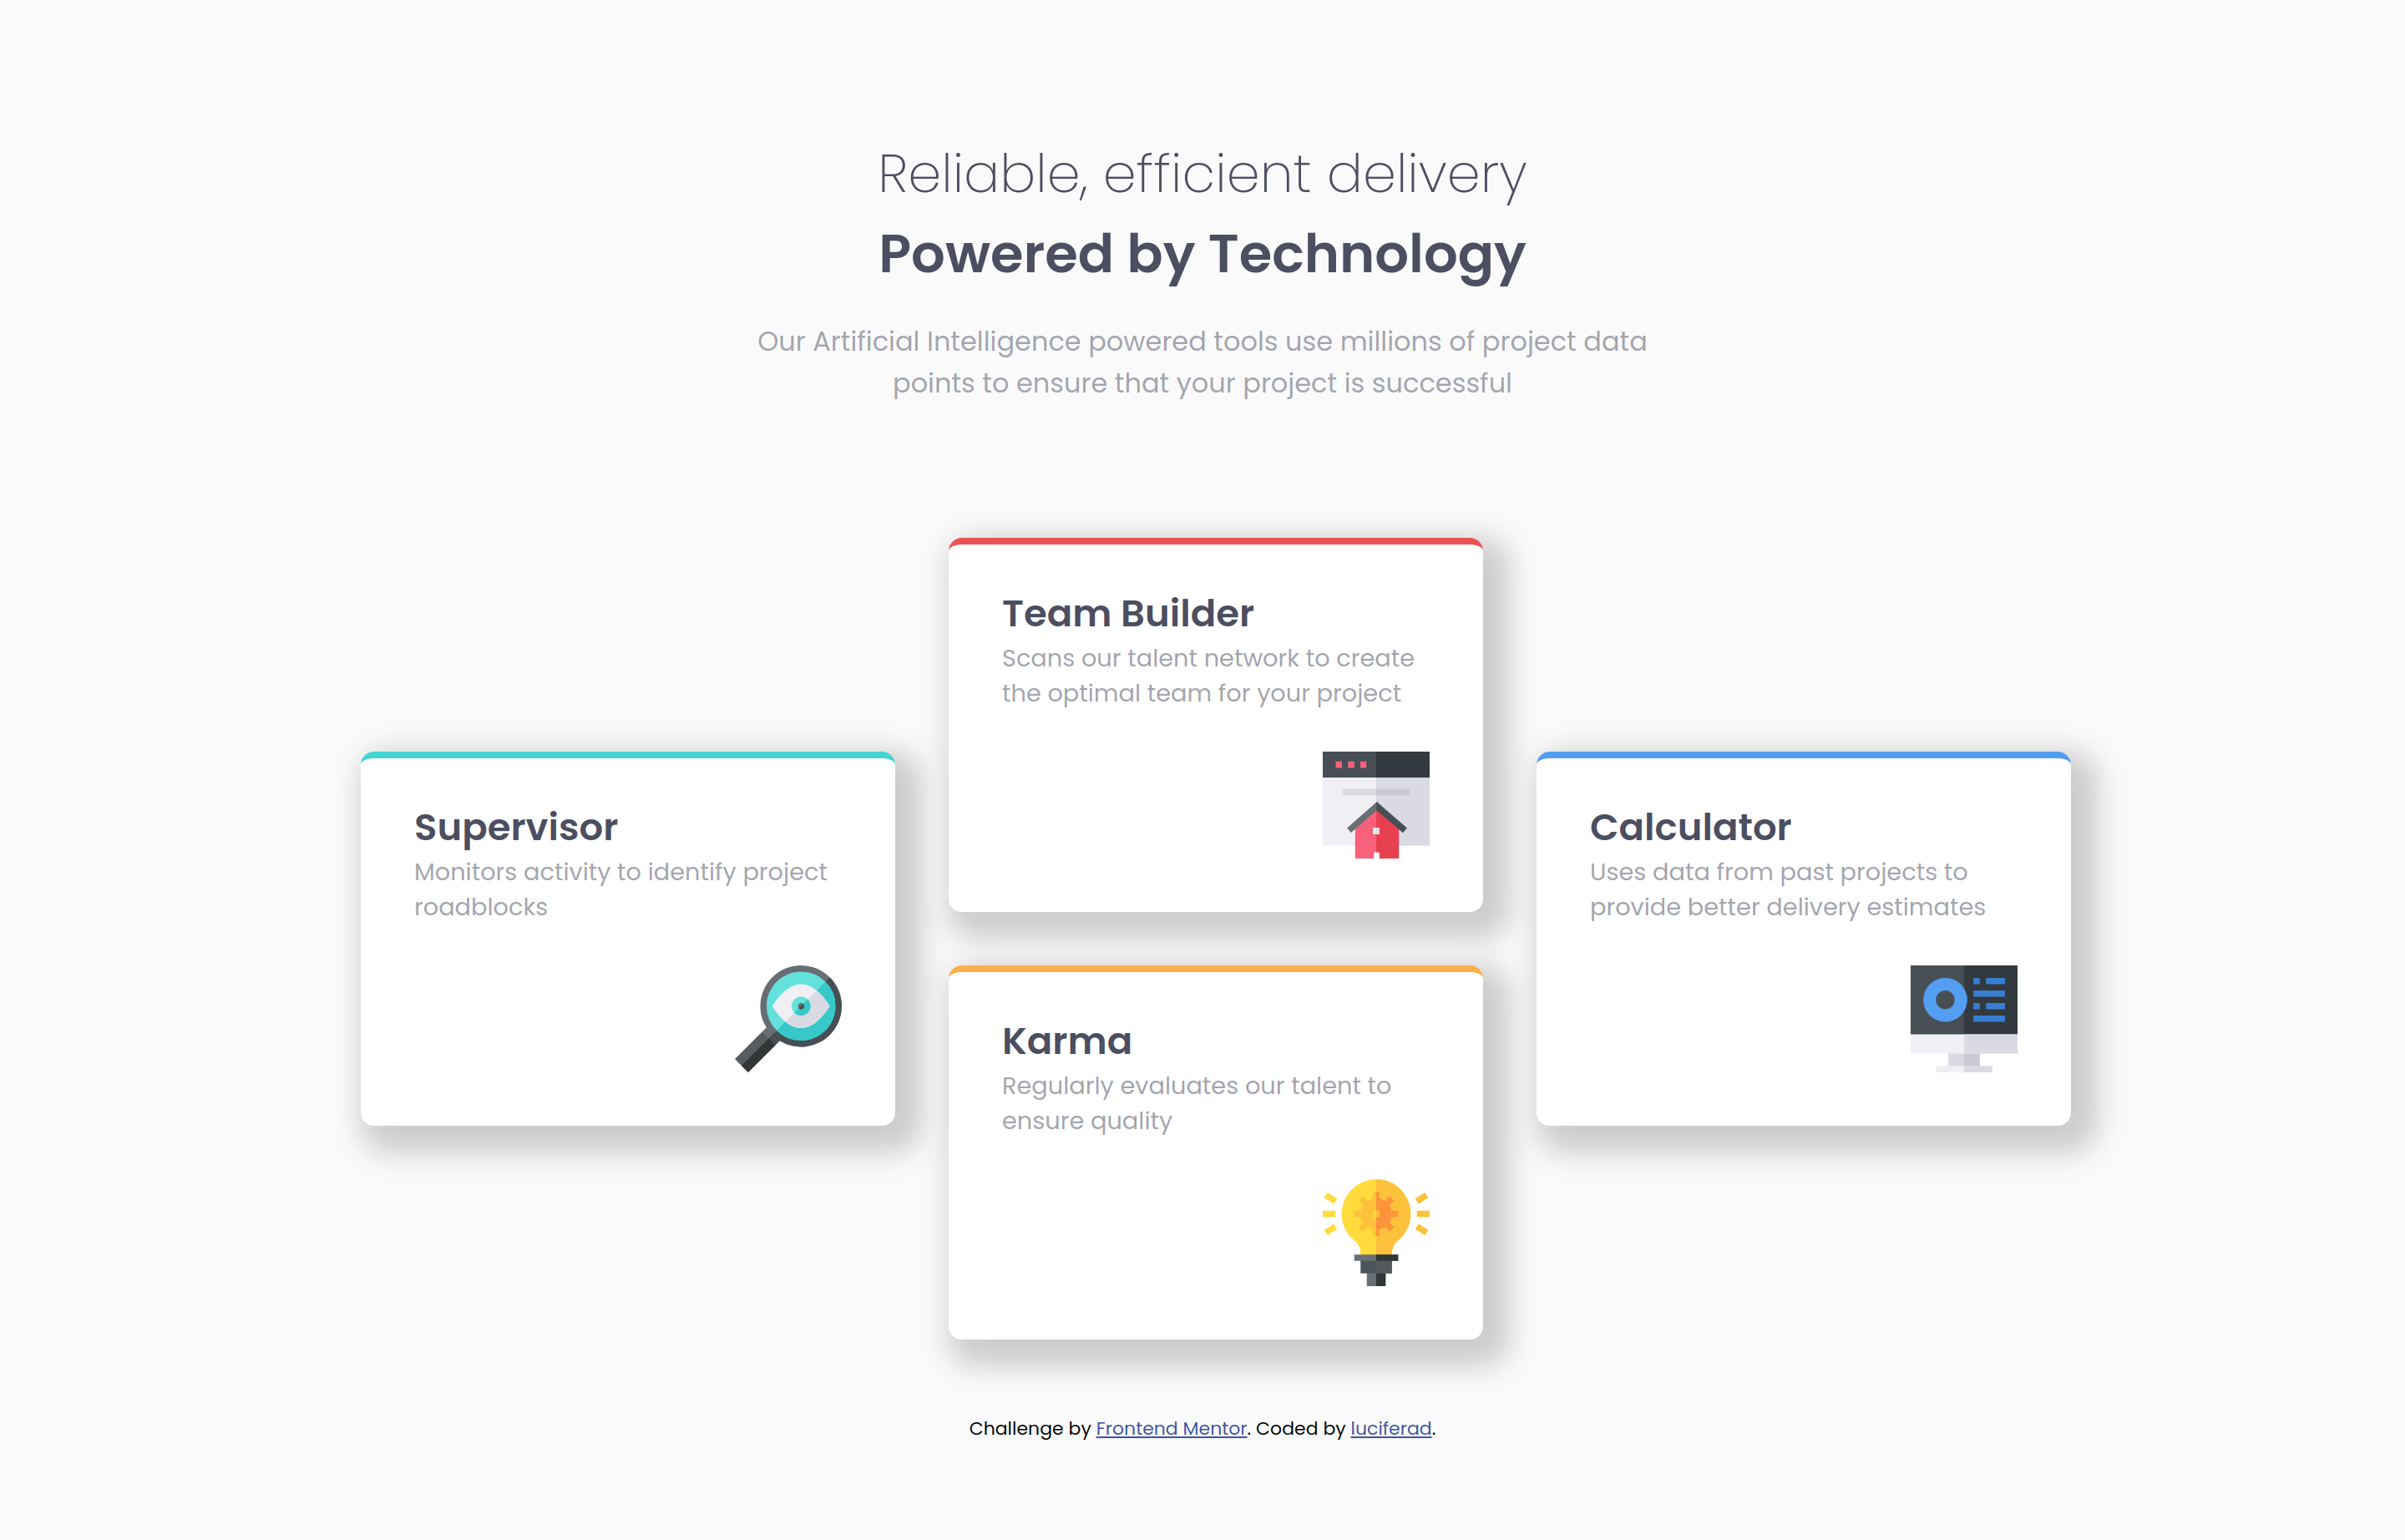 Reliable, efficient delivery
Powered by Technology
Our Artificial Intelligence powered tools use millions of project data
points to ensure that your project is successful
Team Builder
Scans our talent network to create
the optimal team for your project
Supervisor
Monitors activity to identify project
roadblocks
Calculator
Uses data from past projects to
provide better delivery estimates
Karma
Regularly evaluates our talent to
ensure quality
Challenge by Frontend Mentor. Coded by luciferad.